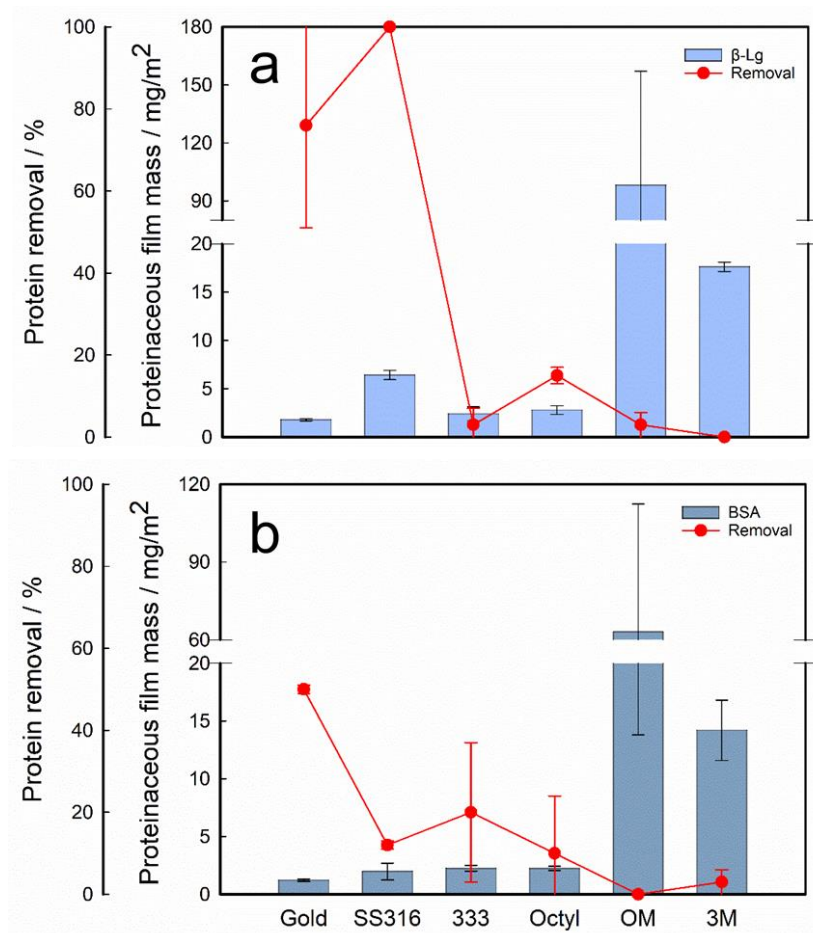 Protein removal / %
100
80
60
40
20
0
Proteinaceous film mass / mg/m²
180
150
120
90
20
15
10
5
0
a
β-Lg
Removal
Protein removal / %
100
80
60
40
20
0
Proteinaceous film mass / mg/m²
120
90
60
20
15
10
5
0
b
BSA
Removal
Gold SS316 333 Octyl OM 3M